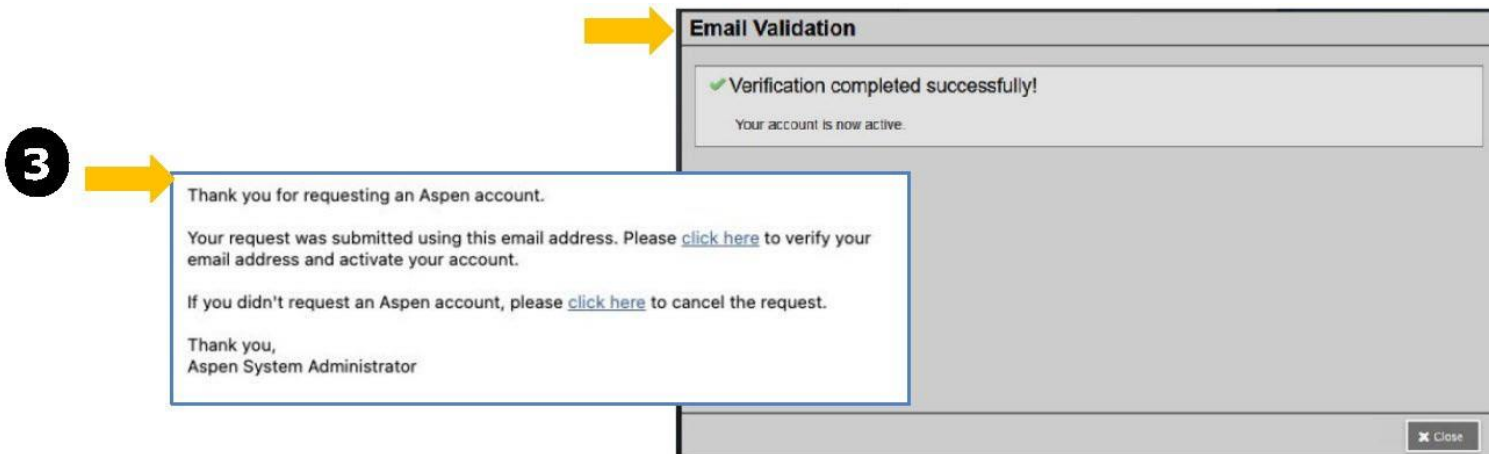 Email Validation
Verification completed successfully!
Your account is now active.
3
Thank you for requesting an Aspen account.
Your request was submitted using this email address. Please click here to verify your
email address and activate your account.
If you didn't request an Aspen account, please click here to cancel the request.
Thank you,
Aspen System Administrator
Close